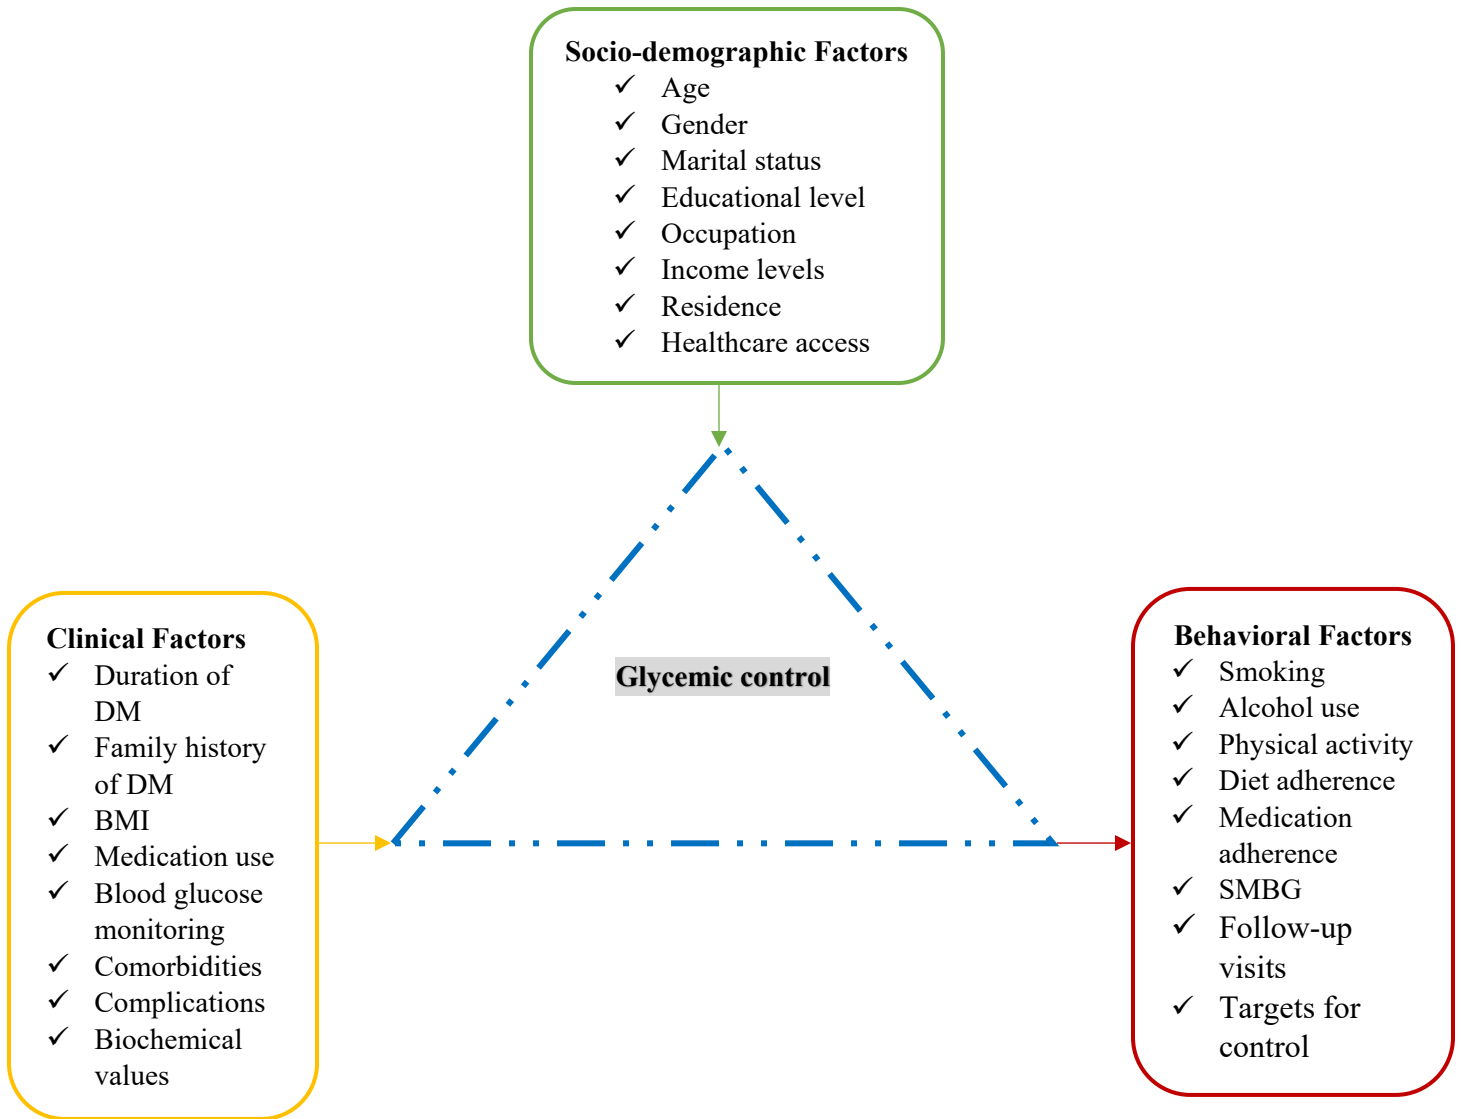 Socio-demographic Factors
✓ Age
✓ Gender
✓ Marital status
✓ Educational level
✓ Occupation
✓ Income levels
✓ Residence
✓ Healthcare access
Glycemic control
Clinical Factors
✓ Duration of
DM
✓ Family history
of DM
✓ BMI
✓ Medication use
✓ Blood glucose
monitoring
✓ Comorbidities
✓ Complications
✓ Biochemical
values
Behavioral Factors
✓ Smoking
✓ Alcohol use
✓ Physical activity
✓ Diet adherence
✓ Medication
adherence
✓ SMBG
✓ Follow-up
visits
✓ Targets for
control